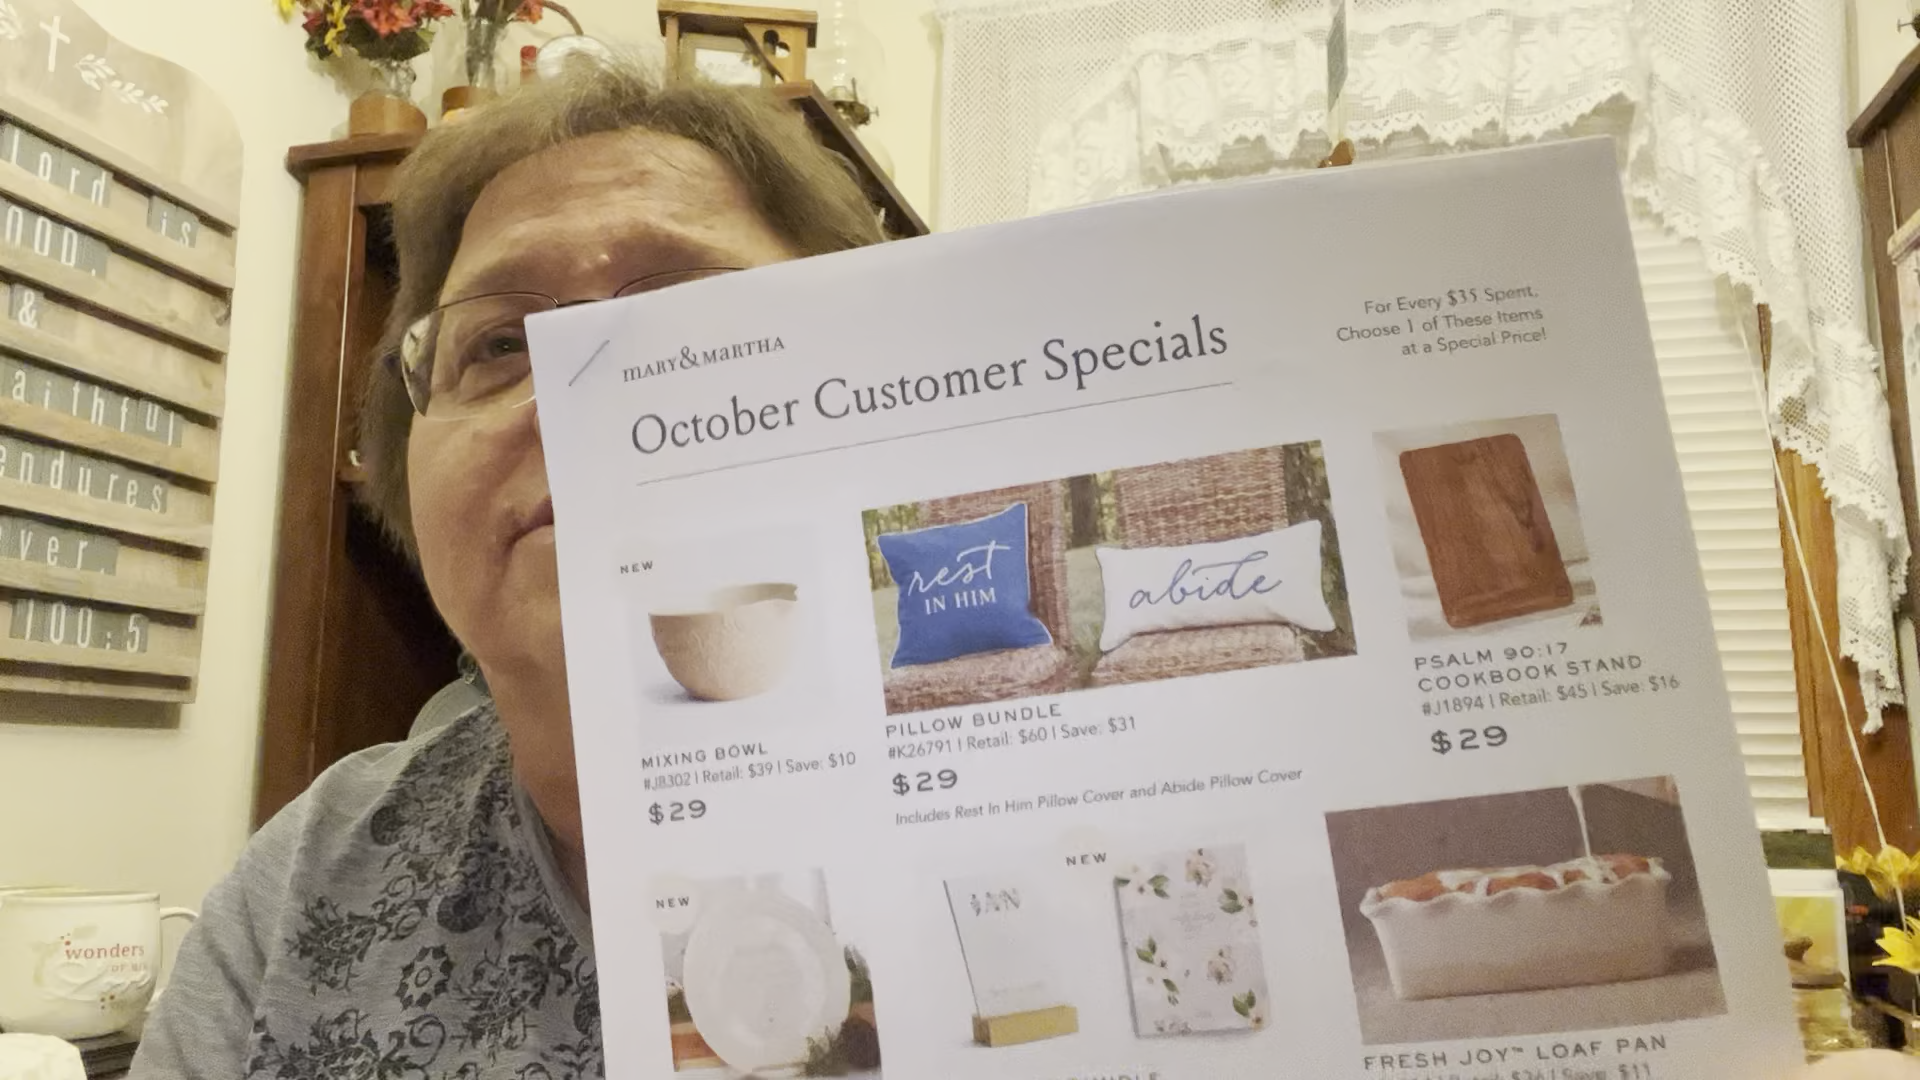 lord is
&
endures
100:5
wonders
mary&martha
October Customer Specials
For Every $35 Spent,
Choose 1 of These Items
at a Special Price!
NEW
rest
IN HIM
abide
MIXING BOWL
#J8302 | Retail: $39 | Save: $10
$29
PILLOW BUNDLE
#K26791 | Retail: $60 | Save: $31
$29
Includes Rest In Him Pillow Cover and Abide Pillow Cover
PSALM 90:17
COOKBOOK STAND
#J1894 | Retail: $45 | Save: $16
$29
NEW
NEW
FRESH JOY™ LOAF PAN